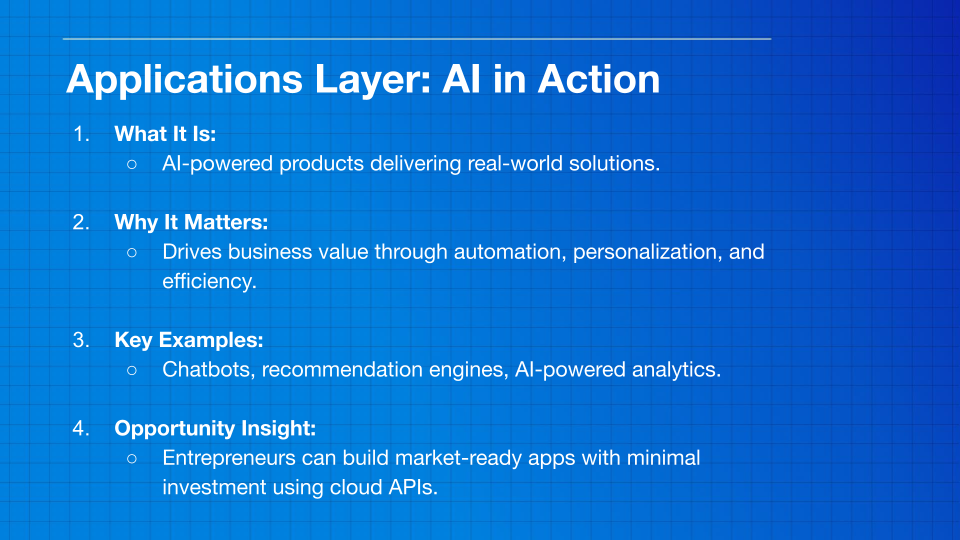 Applications Layer: AI in Action
1. What It Is:
○ AI-powered products delivering real-world solutions.
2. Why It Matters:
○ Drives business value through automation, personalization, and
efficiency.
3. Key Examples:
○ Chatbots, recommendation engines, AI-powered analytics.
4. Opportunity Insight:
○ Entrepreneurs can build market-ready apps with minimal
investment using cloud APIs.